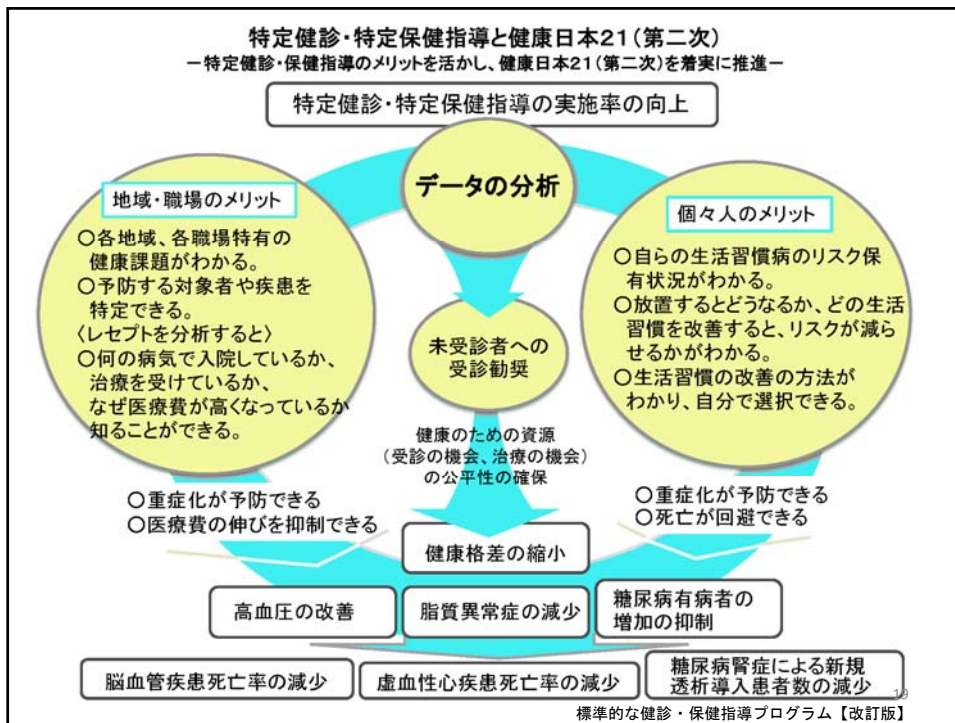 特定健診・特定保健指導と健康日本21(第二次)
－特定健診・保健指導のメリットを活かし、健康日本21(第二次)を着実に推進－
特定健診・特定保健指導の実施率の向上
データの分析
地域・職場のメリット
○各地域、各職場特有の
健康課題がわかる。
○予防する対象者や疾患を
特定できる。
〈レセプトを分析すると〉
○何の病気で入院しているか、
治療を受けているか、
なぜ医療費が高くなっているか
知ることができる。
個々人のメリット
○自らの生活習慣病のリスク保
有状況がわかる。
○放置するとどうなるか、どの生活
習慣を改善すると、リスクが減ら
せるかがわかる。
○生活習慣の改善の方法が
わかり、自分で選択できる。
未受診者への
受診勧奨
健康のための資源
(受診の機会、治療の機会)
の公平性の確保
○重症化が予防できる
○医療費の伸びを抑制できる
○重症化が予防できる
○死亡が回避できる
健康格差の縮小
高血圧の改善
脂質異常症の減少
糖尿病有病者の
増加の抑制
脳血管疾患死亡率の減少
虚血性心疾患死亡率の減少
糖尿病腎症による新規
透析導入患者数の減少
19
標準的な健診・保健指導プログラム【改訂版】